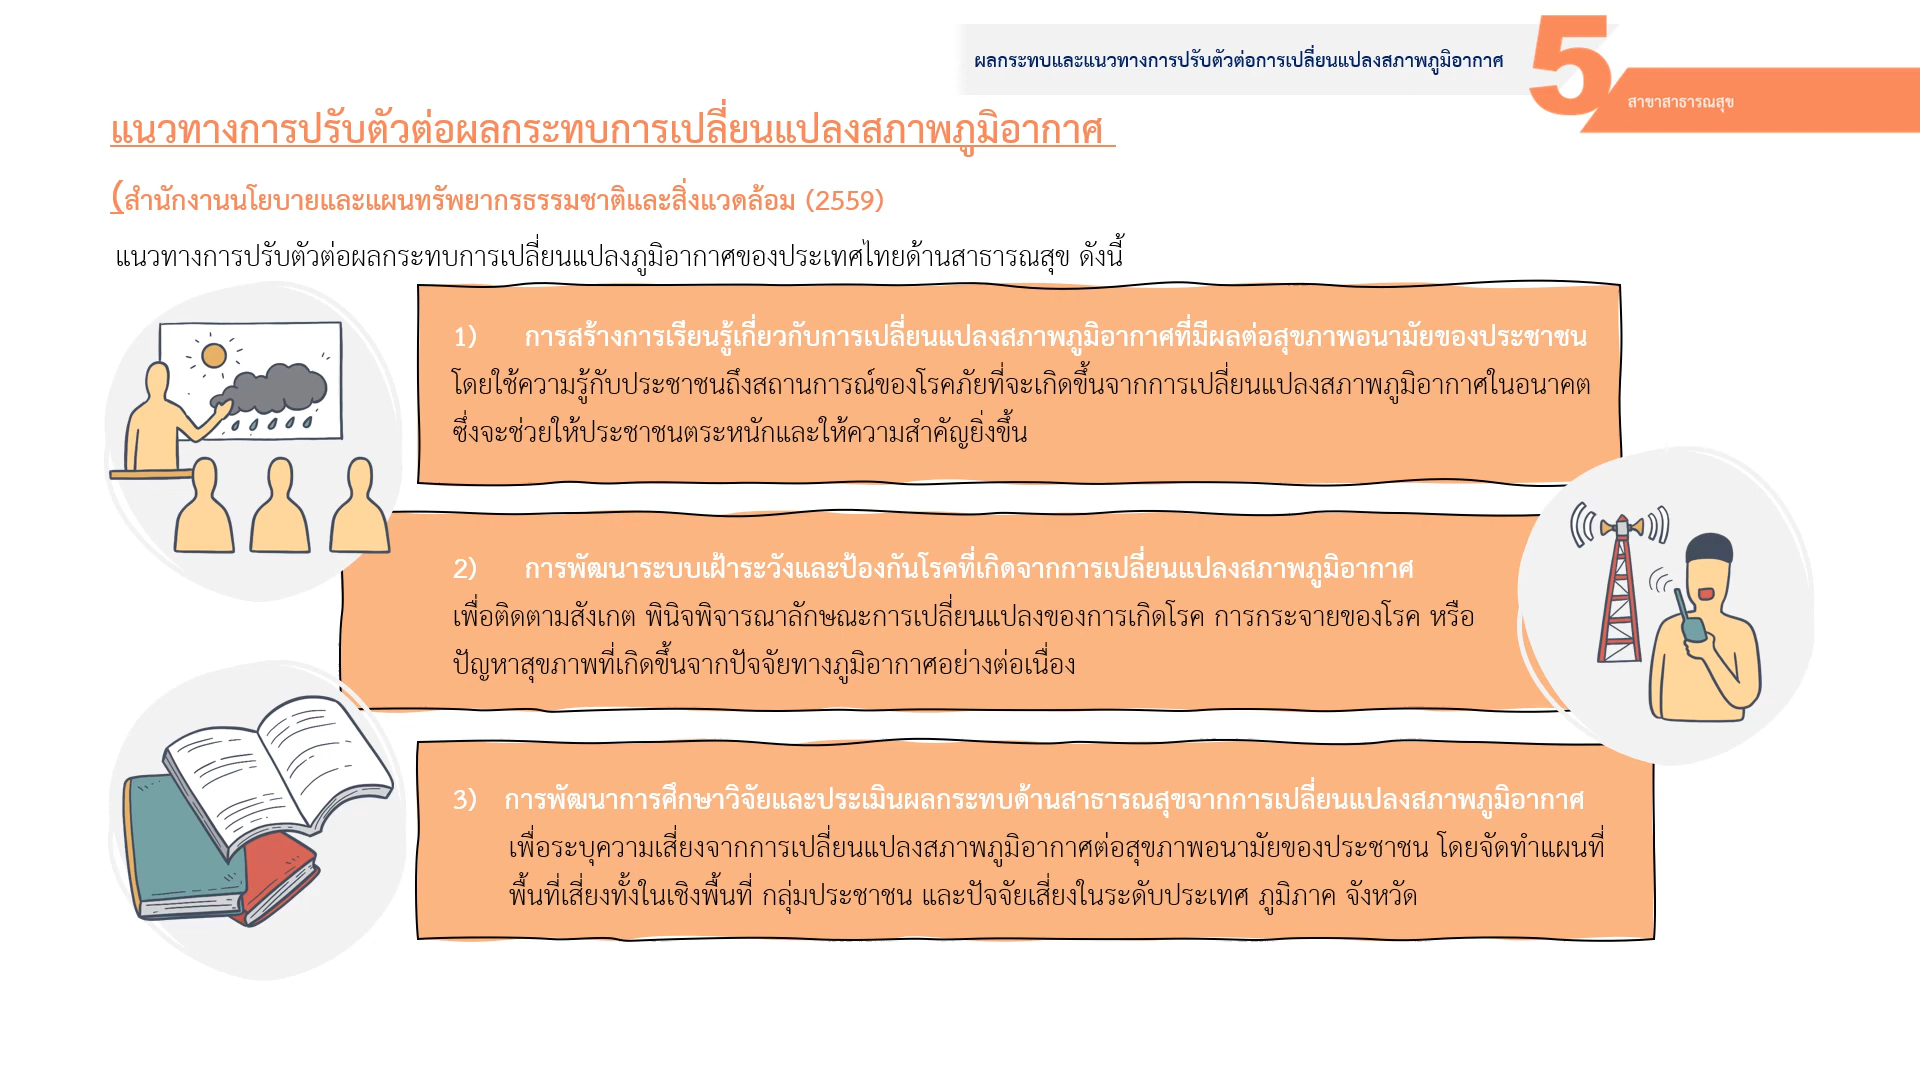 ผลกระทบและแนวทางการปรับตัวต่อการเปลี่ยนแปลงสภาพภูมิอากาศ
5
สาขาสาธารณสุข
แนวทางการปรับตัวต่อผลกระทบการเปลี่ยนแปลงสภาพภูมิอากาศ
(สำนักงานนโยบายและแผนทรัพยากรธรรมชาติและสิ่งแวดล้อม (2559)
แนวทางการปรับตัวต่อผลกระทบการเปลี่ยนแปลงภูมิอากาศของประเทศไทยด้านสาธารณสุข ดังนี้
1) การสร้างการเรียนรู้เกี่ยวกับการเปลี่ยนแปลงสภาพภูมิอากาศที่มีผลต่อสุขภาพอนามัยของประชาชน
โดยใช้ความรู้กับประชาชนถึงสถานการณ์ของโรคภัยที่จะเกิดขึ้นจากการเปลี่ยนแปลงสภาพภูมิอากาศในอนาคต
ซึ่งจะช่วยให้ประชาชนตระหนักและให้ความสำคัญยิ่งขึ้น
2) การพัฒนาระบบเฝ้าระวังและป้องกันโรคที่เกิดจากการเปลี่ยนแปลงสภาพภูมิอากาศ
เพื่อติดตามสังเกต พินิจพิจารณาลักษณะการเปลี่ยนแปลงของการเกิดโรค การกระจายของโรค หรือ
ปัญหาสุขภาพที่เกิดขึ้นจากปัจจัยทางภูมิอากาศอย่างต่อเนื่อง
3) การพัฒนาการศึกษาวิจัยและประเมินผลกระทบด้านสาธารณสุขจากการเปลี่ยนแปลงสภาพภูมิอากาศ
เพื่อระบุความเสี่ยงจากการเปลี่ยนแปลงสภาพภูมิอากาศต่อสุขภาพอนามัยของประชาชน โดยจัดทำแผนที่
พื้นที่เสี่ยงทั้งในเชิงพื้นที่ กลุ่มประชาชน และปัจจัยเสี่ยงในระดับประเทศ ภูมิภาค จังหวัด